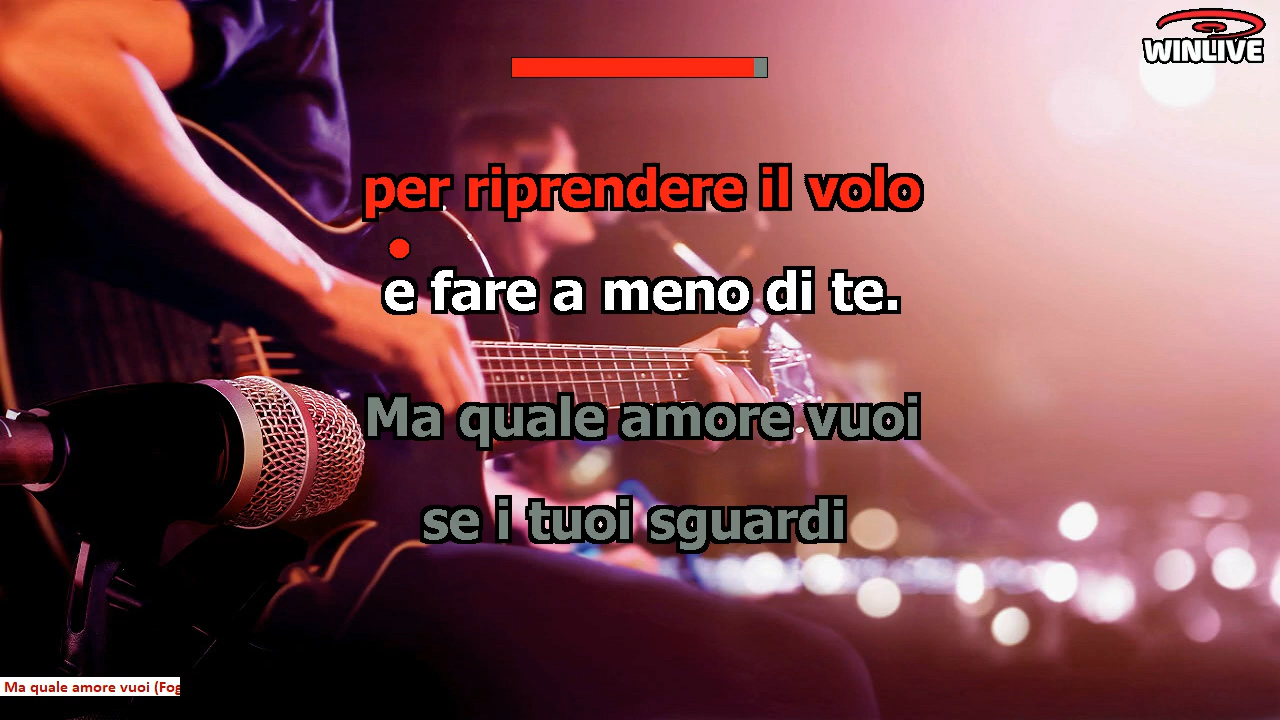 WINLIVE
per riprendere il volo
e fare a meno di te.
Ma quale amore vuoi
se i tuoi sguardi
Ma quale amore vuoi (Fog